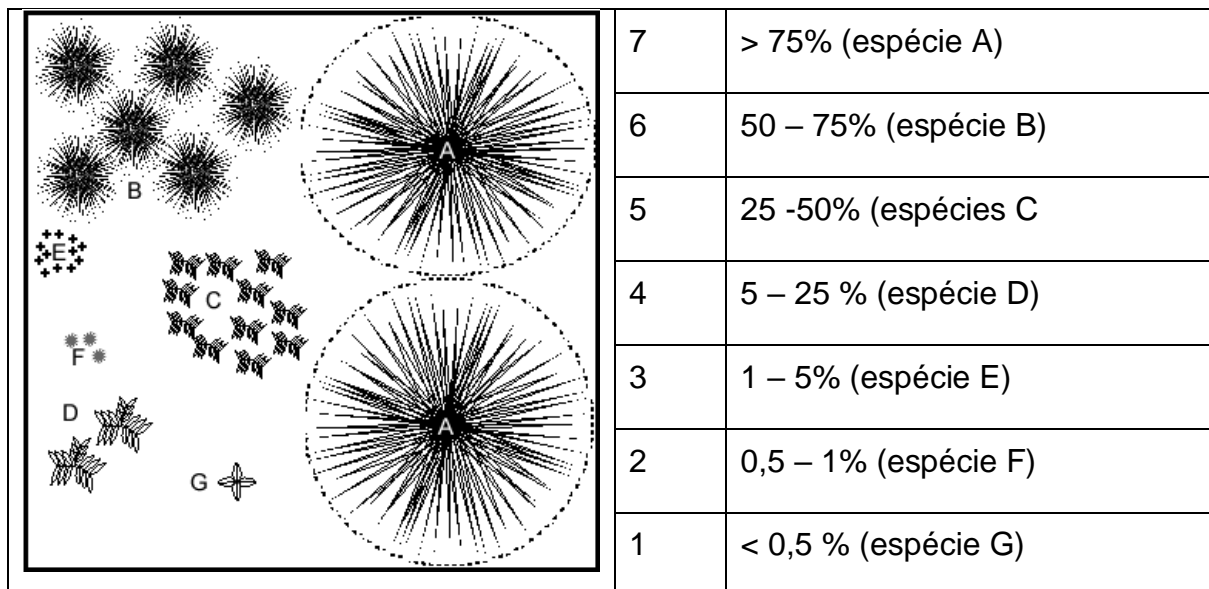 A
B
E
C
F
D
A
G
7 > 75% (espécie A)
6 50 – 75% (espécie B)
5 25 -50% (espécies C
4 5 – 25 % (espécie D)
3 1 – 5% (espécie E)
2 0,5 – 1% (espécie F)
1 < 0,5 % (espécie G)